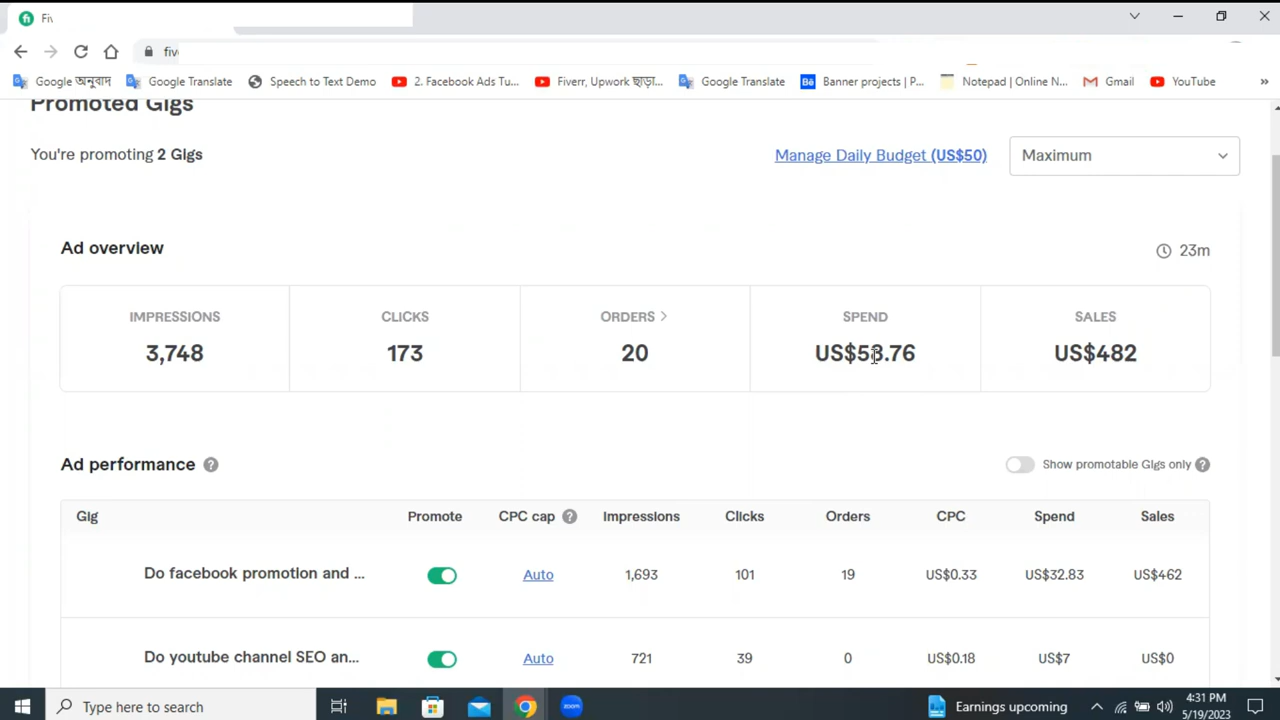 Fiv
five
Google অনুবাদ
Google Translate
Speech to Text Demo
2. Facebook Ads Tu...
Fiverr, Upwork ছাড়া...
Google Translate
Bē Banner projects | P...
Notepad | Online N...
Gmail
YouTube
»
Promoted Gigs
You're promoting 2 Gigs
Manage Daily Budget (US$50)
Maximum
Ad overview
23m
IMPRESSIONS
CLICKS
ORDERS >
SPEND
SALES
3,748
173
20
US$53.76
US$482
Ad performance ?
Show promotable Gigs only ?
Gig
Promote
CPC cap ?
Impressions
Clicks
Orders
CPC
Spend
Sales
Do facebook promotion and ...
Auto
1,693
101
19
US$0.33
US$32.83
US$462
Do youtube channel SEO an...
Auto
721
39
0
US$0.18
US$7
US$0
Type here to search
zoom
Earnings upcoming
4:31 PM
5/19/2023